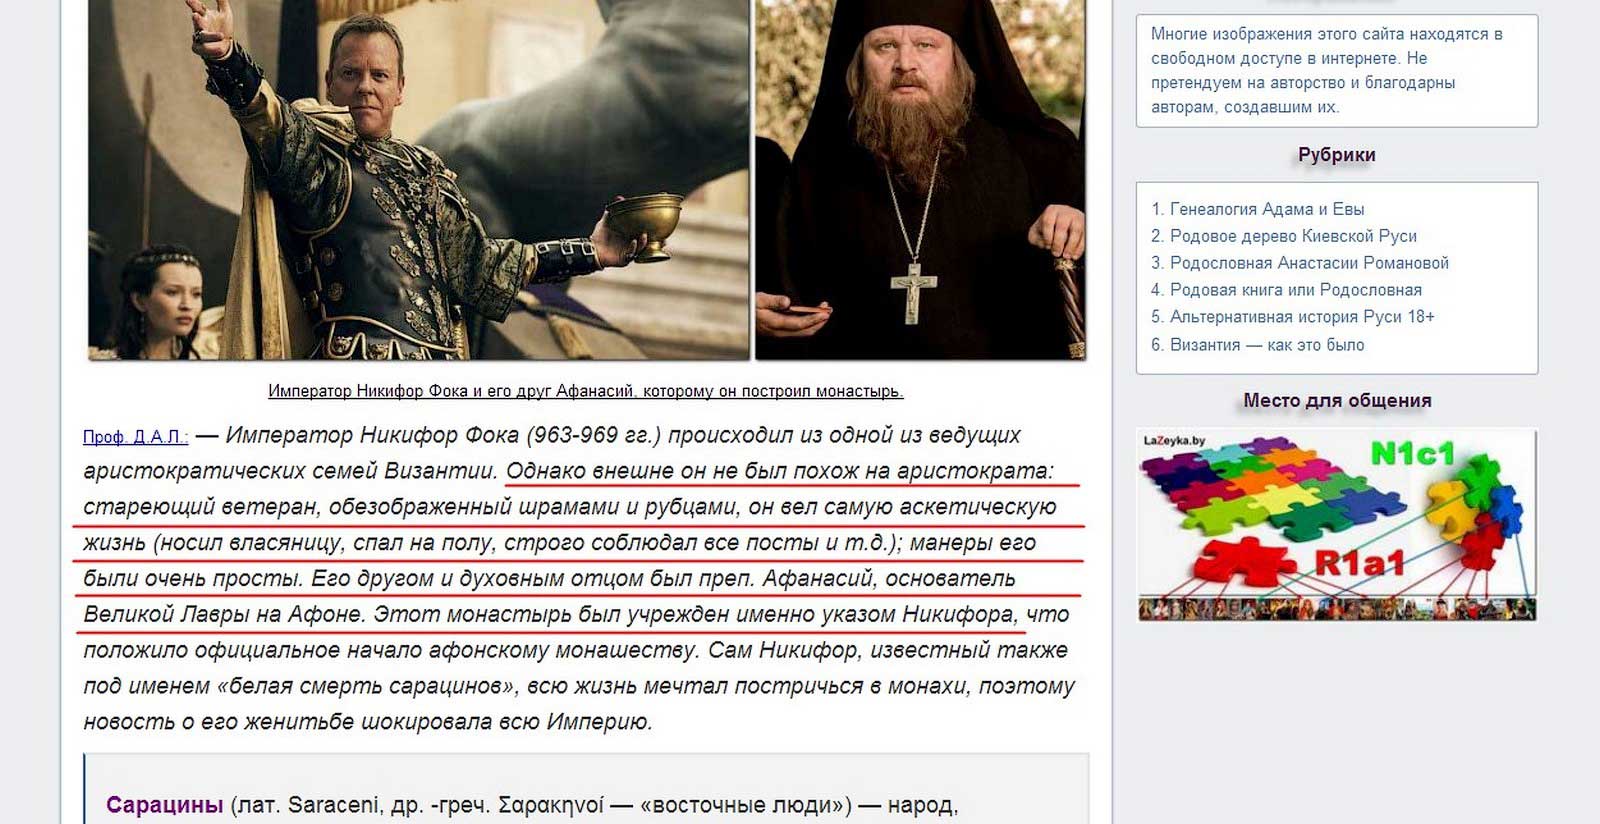 Император Никифор Фока и его друг Афанасий, которому он построил монастырь.
Проф. Д.А.Л.: — Император Никифор Фока (963-969 гг.) происходил из одной из ведущих
аристократических семей Византии. Однако внешне он не был похож на аристократа:
стареющий ветеран, обезображенный шрамами и рубцами, он вел самую аскетическую
жизнь (носил власяницу, спал на полу, строго соблюдал все посты и т.д.); манеры его
были очень просты. Его другом и духовным отцом был преп. Афанасий, основатель
Великой Лавры на Афоне. Этот монастырь был учрежден именно указом Никифора, что
положило официальное начало афонскому монашеству. Сам Никифор, известный также
под именем «белая смерть сарацинов», всю жизнь мечтал постричься в монахи, поэтому
новость о его женитьбе шокировала всю Империю.
Сарацины (лат. Saraceni, др. -греч. Σαρακηνοί — «восточные люди») — народ,
Многие изображения этого сайта находятся в
свободном доступе в интернете. Не
претендуем на авторство и благодарны
авторам, создавшим их.
Рубрики
1. Генеалогия Адама и Евы
2. Родовое дерево Киевской Руси
3. Родословная Анастасии Романовой
4. Родовая книга или Родословная
5. Альтернативная история Руси 18+
6. Византия — как это было
Место для общения
LaZeyka.by
N1c1
R1a1